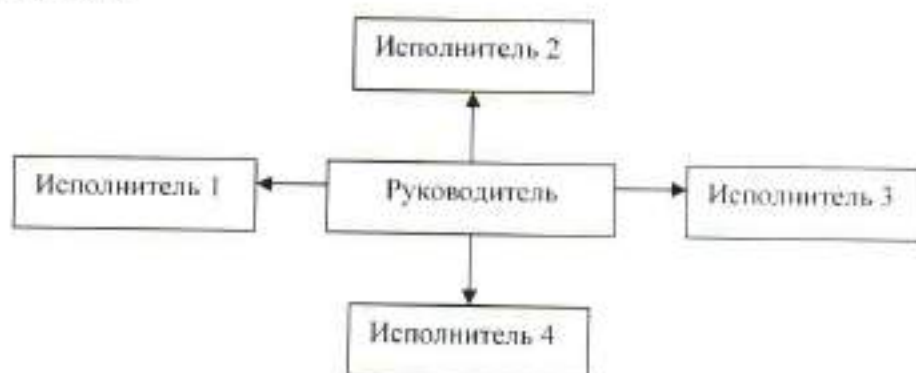 Исполнитель 2
Исполнитель 1
Руководитель
Исполнитель 3
Исполнитель 4